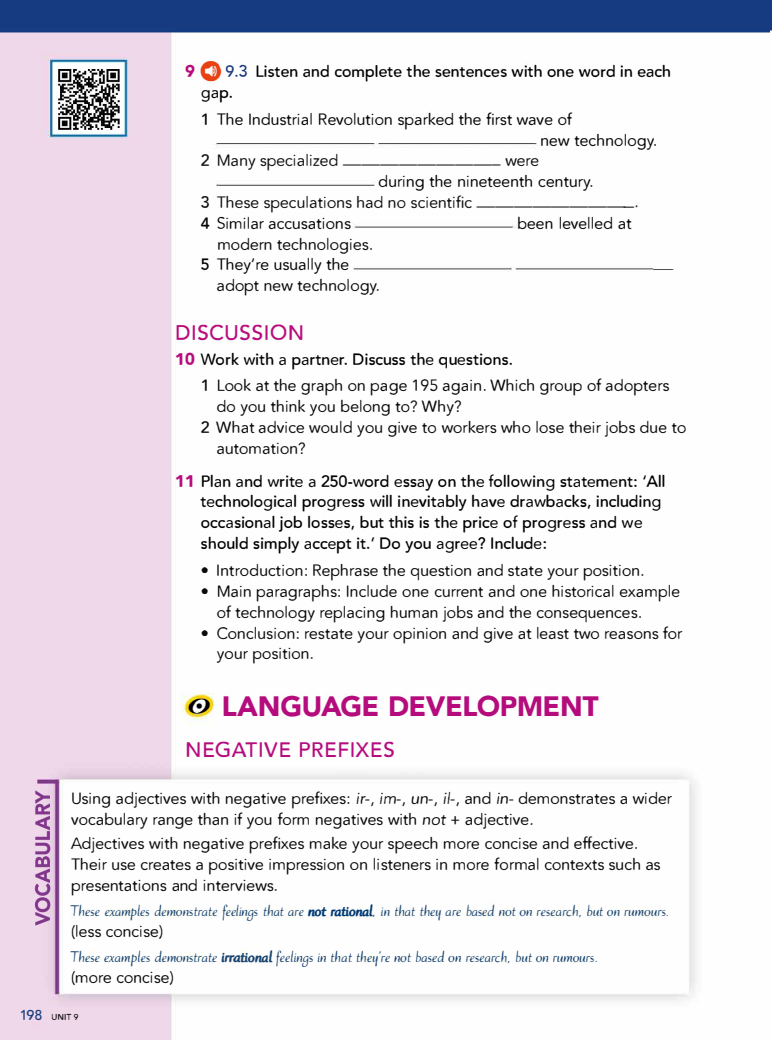 9 9.3 Listen and complete the sentences with one word in each
gap.
1 The Industrial Revolution sparked the first wave of
_______________ _______________ new technology.
2 Many specialized _______________ were
_______________ during the nineteenth century.
3 These speculations had no scientific _______________.
4 Similar accusations _______________ been levelled at
modern technologies.
5 They're usually the _______________ _______________
adopt new technology.
DISCUSSION
10 Work with a partner. Discuss the questions.
1 Look at the graph on page 195 again. Which group of adopters
do you think you belong to? Why?
2 What advice would you give to workers who lose their jobs due to
automation?
11 Plan and write a 250-word essay on the following statement: 'All
technological progress will inevitably have drawbacks, including
occasional job losses, but this is the price of progress and we
should simply accept it.' Do you agree? Include:
• Introduction: Rephrase the question and state your position.
• Main paragraphs: Include one current and one historical example
of technology replacing human jobs and the consequences.
• Conclusion: restate your opinion and give at least two reasons for
your position.
LANGUAGE DEVELOPMENT
NEGATIVE PREFIXES
VOCABULARY
Using adjectives with negative prefixes: ir-, im-, un-, il-, and in- demonstrates a wider
vocabulary range than if you form negatives with not + adjective.
Adjectives with negative prefixes make your speech more concise and effective.
Their use creates a positive impression on listeners in more formal contexts such as
presentations and interviews.
These examples demonstrate feelings that are not rational, in that they are based not on research, but on rumours.
(less concise)
These examples demonstrate irrational feelings in that they're not based on research, but on rumours.
(more concise)
198 UNIT 9